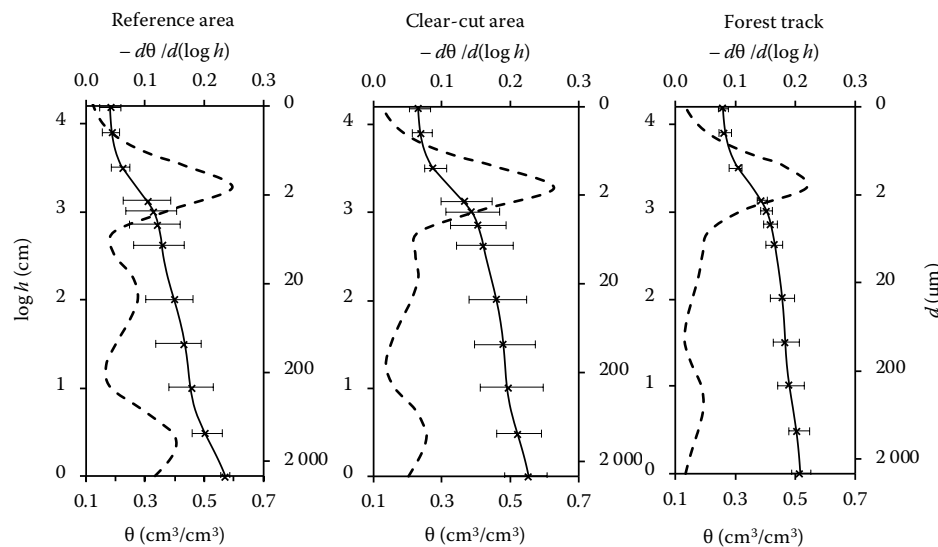 Reference area
– dθ /d(log h)
0.0 0.1 0.2 0.3
Clear-cut area
– dθ /d(log h)
0.0 0.1 0.2 0.3
Forest track
– dθ /d(log h)
0.0 0.1 0.2 0.3
log h (cm)
4
3
2
1
0
0
2
20
200
2 000
4
3
2
1
0
0
2
20
200
2 000
4
3
2
1
0
0
2
20
200
2 000
d (um)
0.1 0.3 0.5 0.7
θ (cm³/cm³)
0.1 0.3 0.5 0.7
θ (cm³/cm³)
0.1 0.3 0.5 0.7
θ (cm³/cm³)